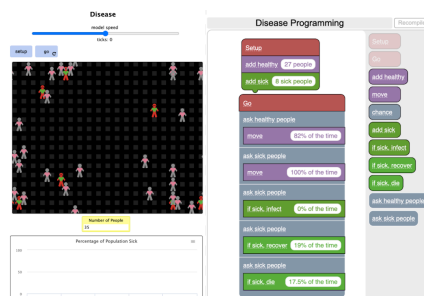 Disease
model speed
ticks: 0
setup
go
Number of People
35
Percentage of Population Sick
100
50
0
Disease Programming
Recompile
Setup
add healthy 27 people
add sick 8 sick people
Go
ask healthy people
move 82% of the time
ask sick people
move 100% of the time
ask sick people
if sick, infect 0% of the time
ask sick people
if sick, recover 19% of the time
ask sick people
if sick, die 17.5% of the time
Setup
Go
add healthy
move
chance
add sick
if sick, infect
if sick, recover
if sick, die
ask healthy people
ask sick people